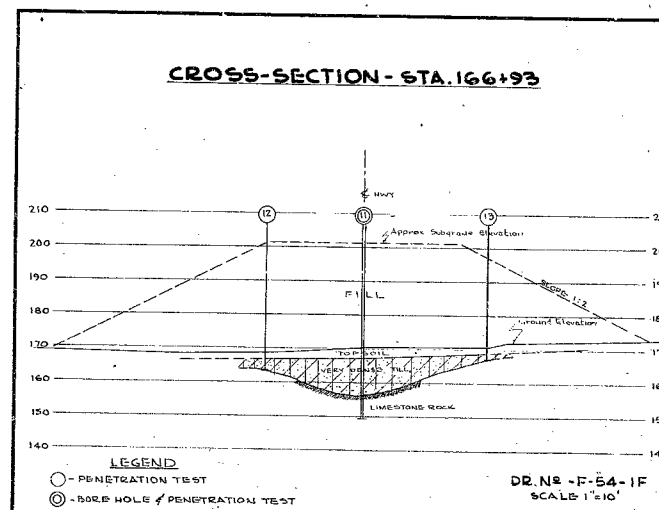 CROSS-SECTION - STA. 166+93
℄ HWY
210
12
11
13
Approx Subgrade Elevation
200
190
FILL
SLOPE 1:2
180
Ground Elevation
170
TOPSOIL
VERY DENSE TILL
160
LIMESTONE ROCK
150
140
LEGEND
- PENETRATION TEST
- BORE HOLE & PENETRATION TEST
DR. Nº - F-54-1F
SCALE 1"=10'